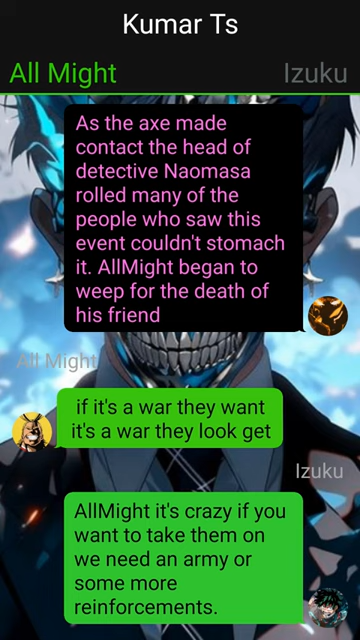 Kumar Ts
All Might Izuku
As the axe made
contact the head of
detective Naomasa
rolled many of the
people who saw this
event couldn't stomach
it. AllMight began to
weep for the death of
his friend
All Might
if it's a war they want
it's a war they look get
Izuku
AllMight it's crazy if you
want to take them on
we need an army or
some more
reinforcements.